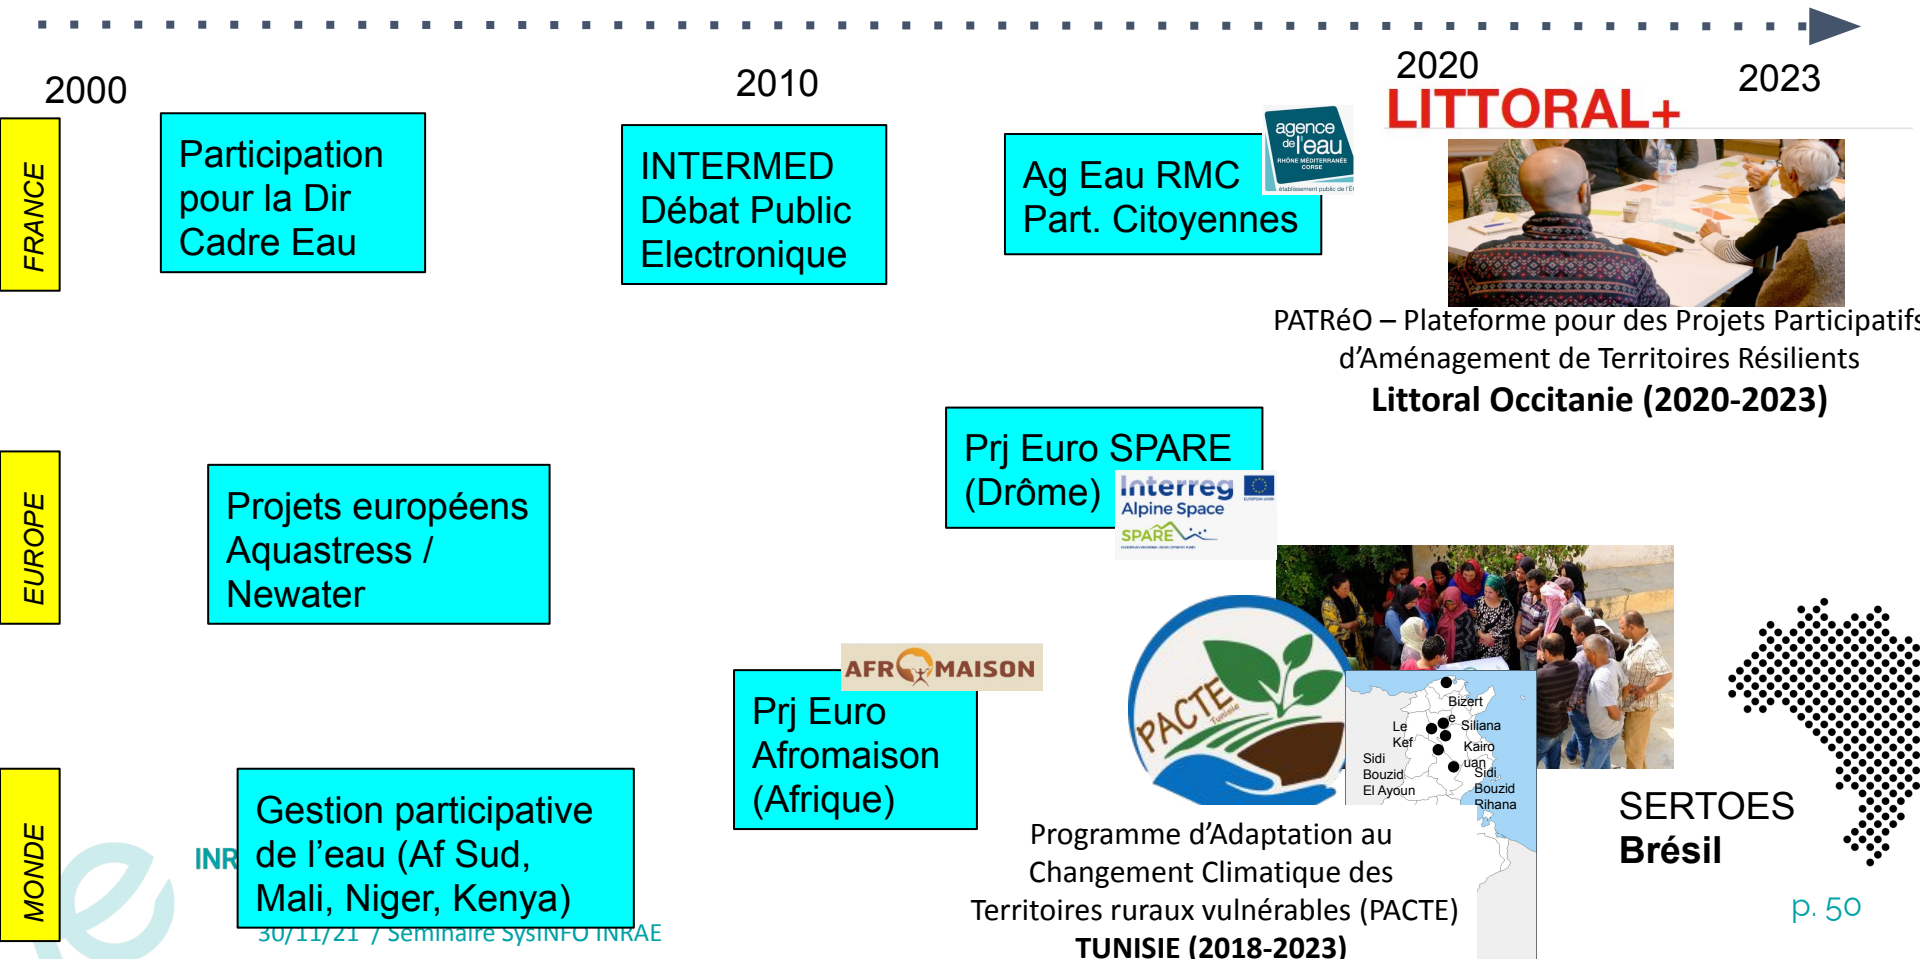 2000
2010
2020
2023
FRANCE
Participation
pour la Dir
Cadre Eau
INTERMED
Débat Public
Electronique
Ag Eau RMC
Part. Citoyennes
agence
de l'eau
RHÔNE MÉDITERRANÉE
CORSE
établissement public de l'É
LITTORAL+
PATRéO – Plateforme pour des Projets Participatifs
d'Aménagement de Territoires Résilients
Littoral Occitanie (2020-2023)
EUROPE
Projets européens
Aquastress /
Newater
Prj Euro SPARE
(Drôme)
Interreg
Alpine Space
SPARE
MONDE
Gestion participative
de l'eau (Af Sud,
Mali, Niger, Kenya)
AFROMAISON
Prj Euro
Afromaison
(Afrique)
PACTE
Tunisie
Bizert
e
Siliana
Le
Kef
Kairo
uan
Sidi
Bouzid
El Ayoun
Sidi
Bouzid
Rihana
Programme d'Adaptation au
Changement Climatique des
Territoires ruraux vulnérables (PACTE)
TUNISIE (2018-2023)
SERTOES
Brésil
INR
30/11/21 / Séminaire SysINFO INRAE
p. 50